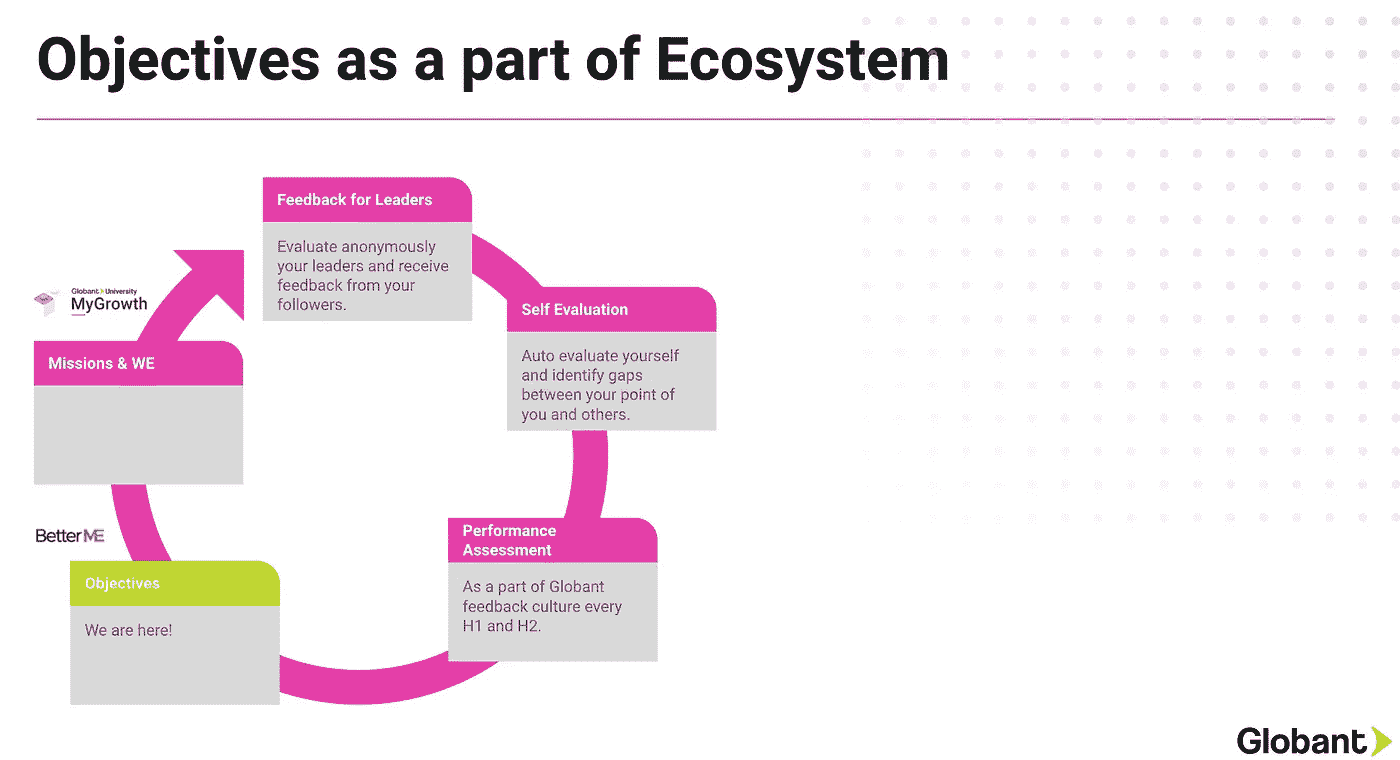 Objectives as a part of Ecosystem
Feedback for Leaders
Evaluate anonymously
your leaders and receive
feedback from your
followers.
Self Evaluation
Auto evaluate yourself
and identify gaps
between your point of
you and others.
Performance
Assessment
As a part of Globant
feedback culture every
H1 and H2.
Objectives
We are here!
BetterME
Missions & WE
Globant University
MyGrowth
Globant